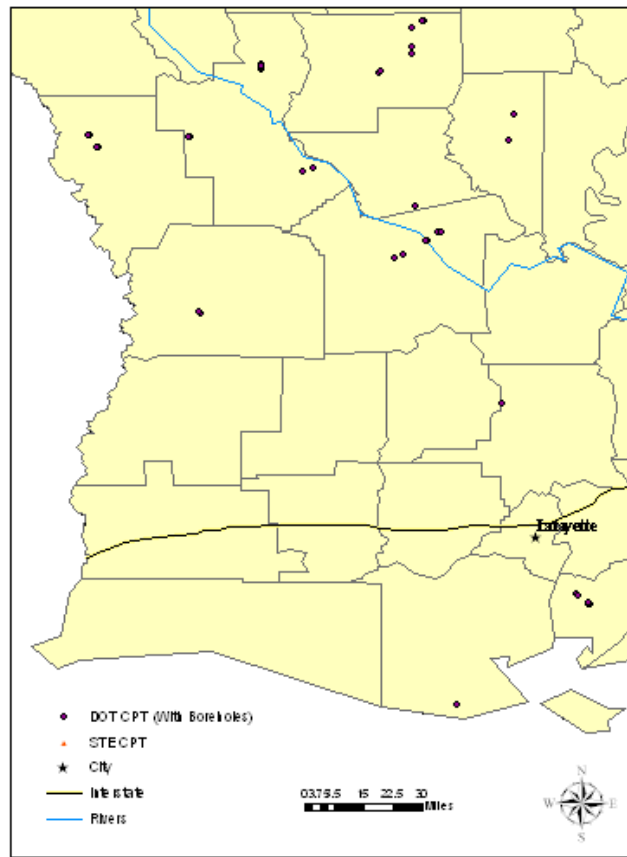 Lafayette
DOT CPT (With Boreholes)
STE CPT
City
Interstate
Rivers
0 3.75 7.5 15 22.5 30
Miles
N
W E
S